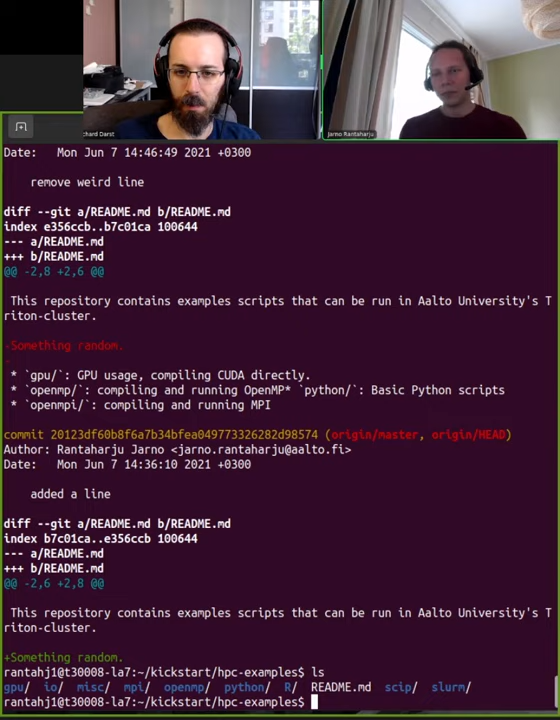 chard Darst
Jarno Rantaharju
Date:   Mon Jun 7 14:46:49 2021 +0300
    remove weird line
diff --git a/README.md b/README.md
index e356ccb..b7c01ca 100644
--- a/README.md
+++ b/README.md
@@ -2,8 +2,6 @@
 This repository contains examples scripts that can be run in Aalto University's T
riton-cluster.
-Something random.
-
 * `gpu/`: GPU usage, compiling CUDA directly.
 * `openmp/`: compiling and running OpenMP* `python/`: Basic Python scripts
 * `openmpi/`: compiling and running MPI
commit 20123df60b8f6a7b34bfea049773326282d98574 (origin/master, origin/HEAD)
Author: Rantaharju Jarno <jarno.rantaharju@aalto.fi>
Date:   Mon Jun 7 14:36:10 2021 +0300
    added a line
diff --git a/README.md b/README.md
index b7c01ca..e356ccb 100644
--- a/README.md
+++ b/README.md
@@ -2,6 +2,8 @@
 This repository contains examples scripts that can be run in Aalto University's T
riton-cluster.
+Something random.
rantahj1@t30008-la7:~/kickstart/hpc-examples$ ls
gpu/  io/  misc/  mpi/  openmp/  python/  R/  README.md  scip/  slurm/
rantahj1@t30008-la7:~/kickstart/hpc-examples$